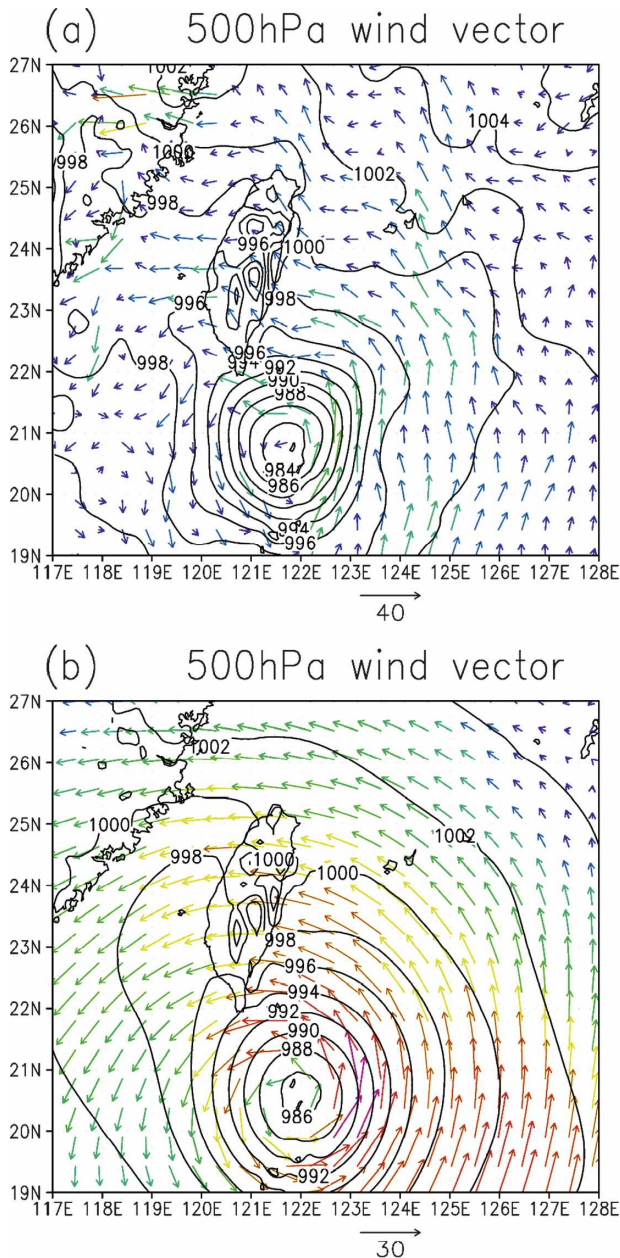 (a) 500hPa wind vector
27N
1002
26N
1004
998
1000
25N
1002
998
24N
996
1000
23N
996
998
22N
998
996
994
992
990
988
21N
984
20N
986
994
19N
996
117E 118E 119E 120E 121E 122E 123E 124E 125E 126E 127E 128E
40
(b) 500hPa wind vector
27N
1002
26N
25N
1000
1002
998
1000
1000
24N
23N
998
996
994
22N
992
990
988
21N
986
20N
992
19N
117E 118E 119E 120E 121E 122E 123E 124E 125E 126E 127E 128E
30